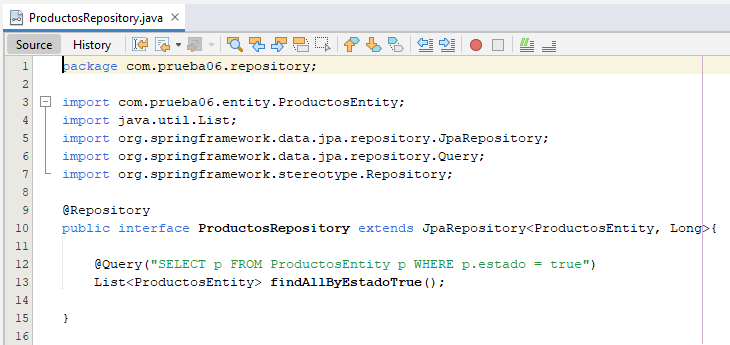 ProductosRepository.java
Source History
1 package com.prueba06.repository;
2
3 import com.prueba06.entity.ProductosEntity;
4 import java.util.List;
5 import org.springframework.data.jpa.repository.JpaRepository;
6 import org.springframework.data.jpa.repository.Query;
7 import org.springframework.stereotype.Repository;
8
9 @Repository
10 public interface ProductosRepository extends JpaRepository<ProductosEntity, Long>{
11
12 @Query("SELECT p FROM ProductosEntity p WHERE p.estado = true")
13 List<ProductosEntity> findAllByEstadoTrue();
14
15 }
16